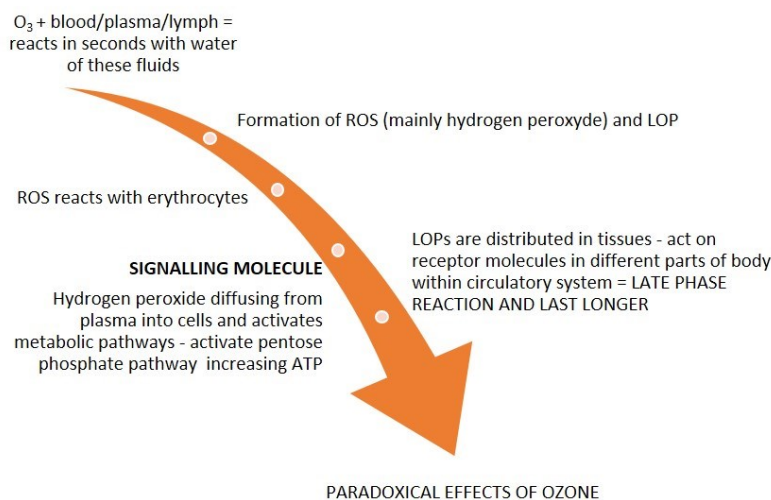 O₃ + blood/plasma/lymph =
reacts in seconds with water
of these fluids
Formation of ROS (mainly hydrogen peroxyde) and LOP
ROS reacts with erythrocytes
SIGNALLING MOLECULE
Hydrogen peroxide diffusing from
plasma into cells and activates
metabolic pathways - activate pentose
phosphate pathway increasing ATP
LOPs are distributed in tissues - act on
receptor molecules in different parts of body
within circulatory system = LATE PHASE
REACTION AND LAST LONGER
PARADOXICAL EFFECTS OF OZONE